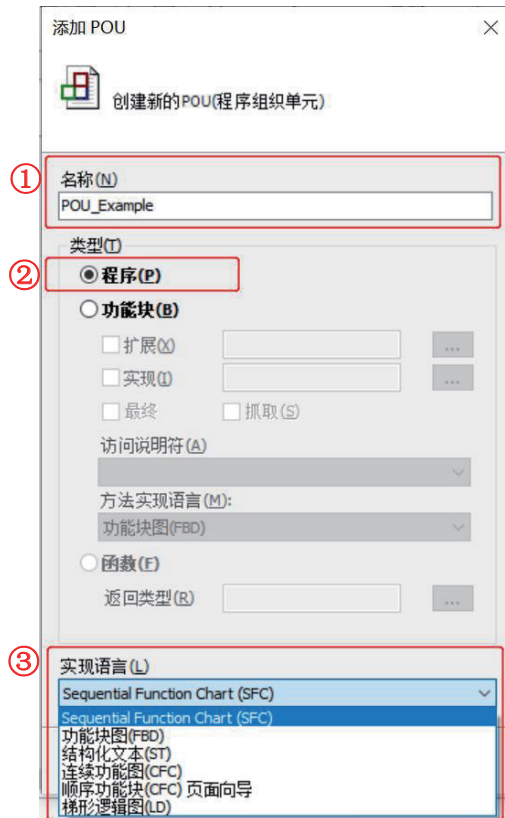 添加 POU
创建新的POU(程序组织单元)
①
名称(N)
POU_Example
类型(T)
②
程序(P)
功能块(B)
扩展(X)
...
实现(I)
...
最终 抓取(S)
访问说明符(A)
方法实现语言(M):
功能块图(FBD)
函数(F)
返回类型(R)
...
③
实现语言(L)
Sequential Function Chart (SFC)
Sequential Function Chart (SFC)
功能块图(FBD)
结构化文本(ST)
连续功能图(CFC)
顺序功能块(CFC) 页面向导
梯形逻辑图(LD)